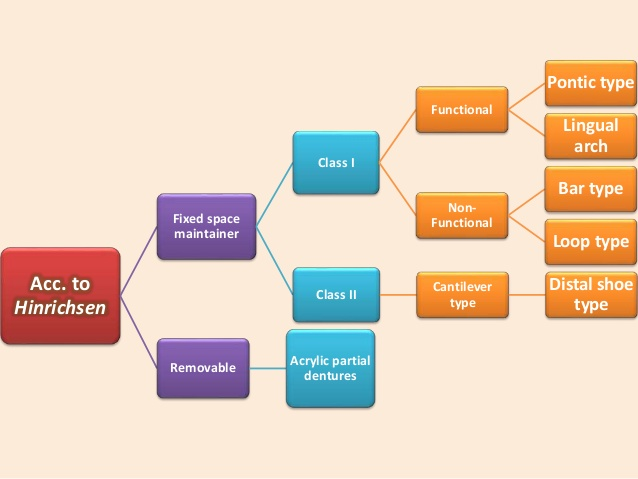 Acc. to
Hinrichsen
Fixed space
maintainer
Class I
Functional
Pontic type
Lingual
arch
Non-
Functional
Bar type
Loop type
Class II
Cantilever
type
Distal shoe
type
Removable
Acrylic partial
dentures